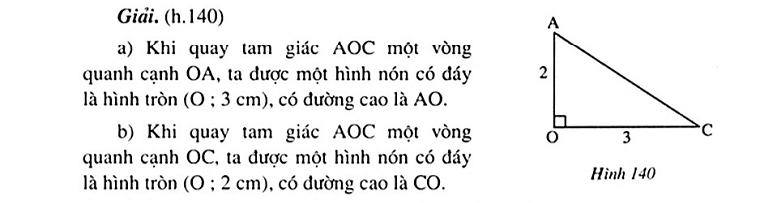 Giải. (h.140)
a) Khi quay tam giác AOC một vòng
quanh cạnh OA, ta được một hình nón có đáy
là hình tròn (O ; 3 cm), có đường cao là AO.
b) Khi quay tam giác AOC một vòng
quanh cạnh OC, ta được một hình nón có đáy
là hình tròn (O ; 2 cm), có đường cao là CO.
A
2
O
3
C
Hình 140